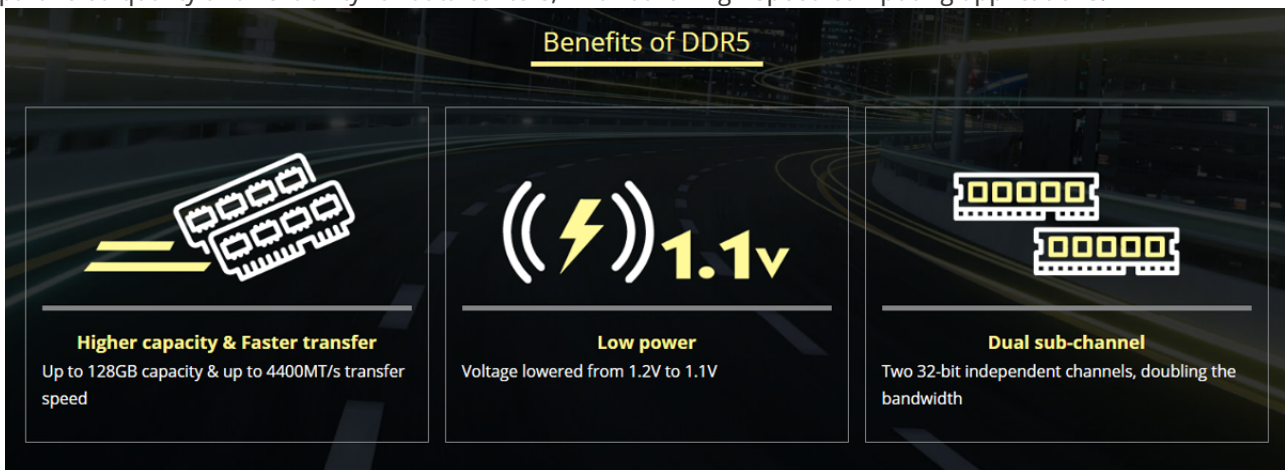 Benefits of DDR5
1.1v
Higher capacity & Faster transfer
Up to 128GB capacity & up to 4400MT/s transfer
speed
Low power
Voltage lowered from 1.2V to 1.1V
Dual sub-channel
Two 32-bit independent channels, doubling the
bandwidth